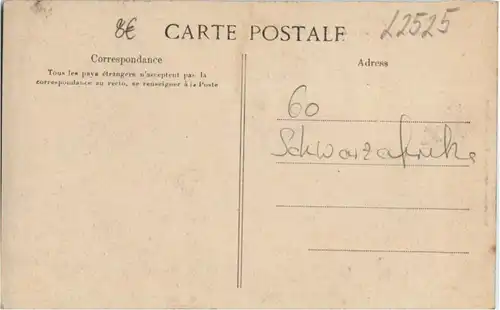 8€ CARTE POSTALE L2525
Correspondance
Tous les pays étrangers n'acceptent pas la
correspondance au recto, se renseigner à la Poste
Adress
60
Schwarzafrika